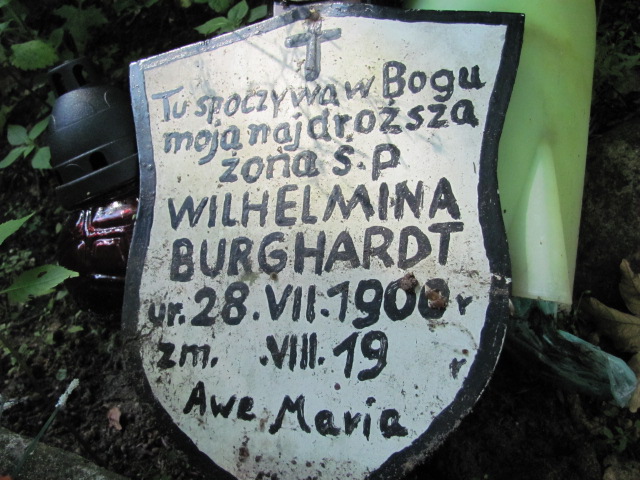 Tu spoczywa w Bogu
moja najdroższa
żona ś.p
WILHELMINA
BURGHARDT
ur. 28.VII.1900 r
zm. .VIII.19 r
Awe Maria